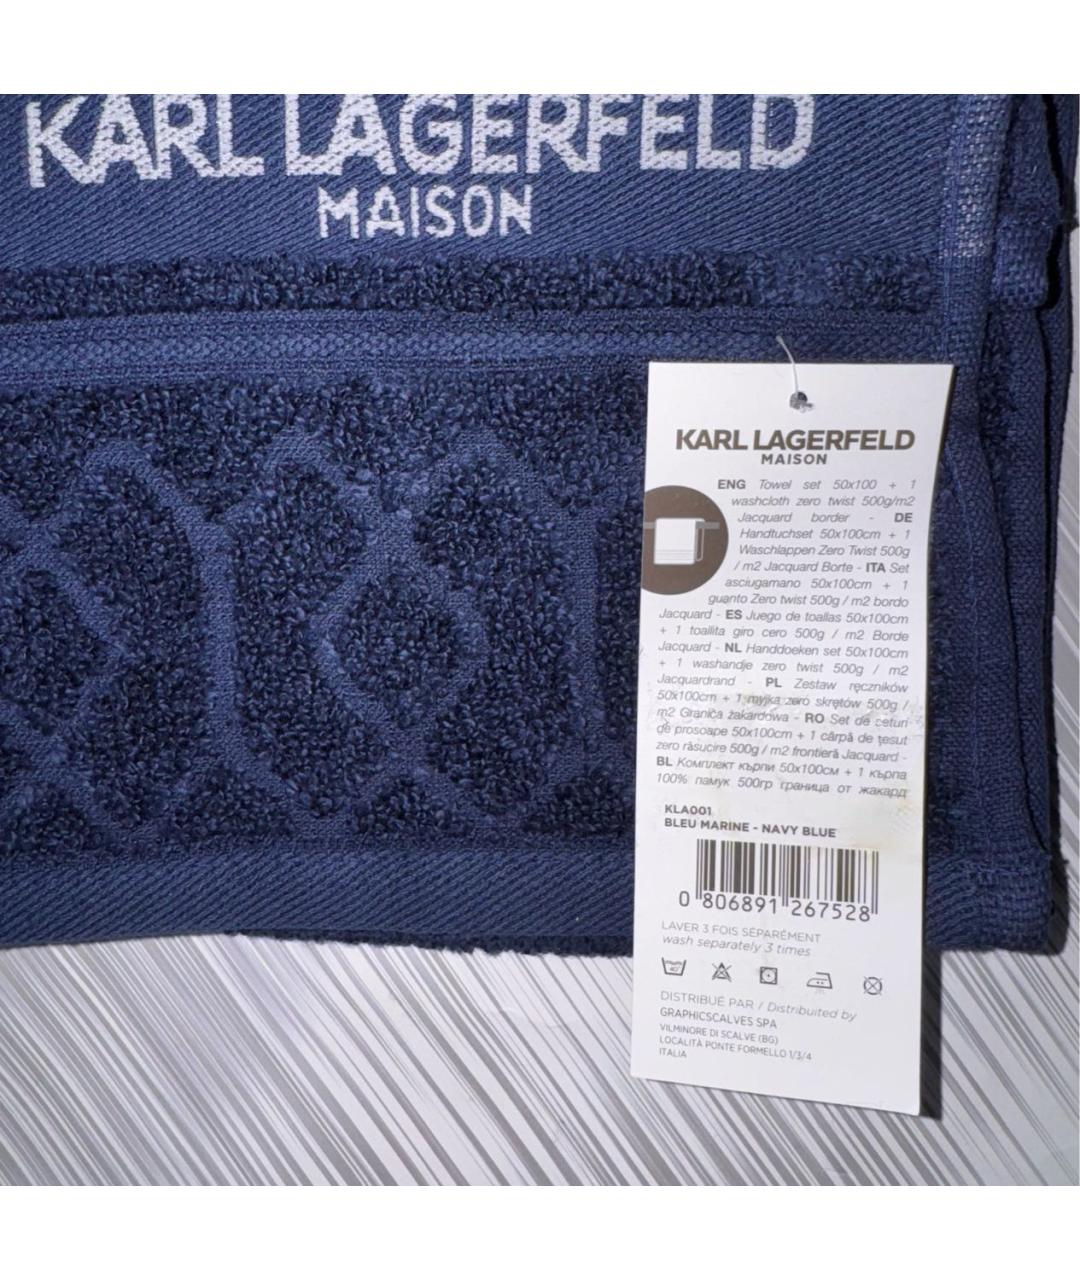 KARL LAGERFELD
MAISON
KARL LAGERFELD
MAISON
ENG Towel set 50x100 + 1
washcloth zero twist 500g/m2
Jacquard border - DE
Handtuchset 50x100cm + 1
Waschlappen Zero Twist 500g
/ m2 Jacquard Borte - ITA Set
asciugamano 50x100cm + 1
guanto Zero twist 500g / m2 bordo
Jacquard - ES Juego de toallas 50x100cm
+ 1 toallita giro cero 500g / m2 Borde
Jacquard - NL Handdoeken set 50x100cm
+ 1 washandje zero twist 500g / m2
Jacquardrand - PL Zestaw ręczników
50x100cm + 1 myjka zero skrętów 500g /
m2 Granica żakardowa - RO Set de ceturi
de prosoape 50x100cm + 1 cârpă de țesut
zero răsucire 500g / m2 frontieră Jacquard -
BL Комплект кърпи 50x100см + 1 кърпа
100% памук 500гр граница от жакард
KLA001
BLEU MARINE - NAVY BLUE
0 806891 267528
LAVER 3 FOIS SÉPARÉMENT
wash separately 3 times
40°
DISTRIBUÉ PAR / Distribuited by
GRAPHICSCALVES SPA
VILMINORE DI SCALVE (BG)
LOCALITÀ PONTE FORMELLO 1/3/4
ITALIA